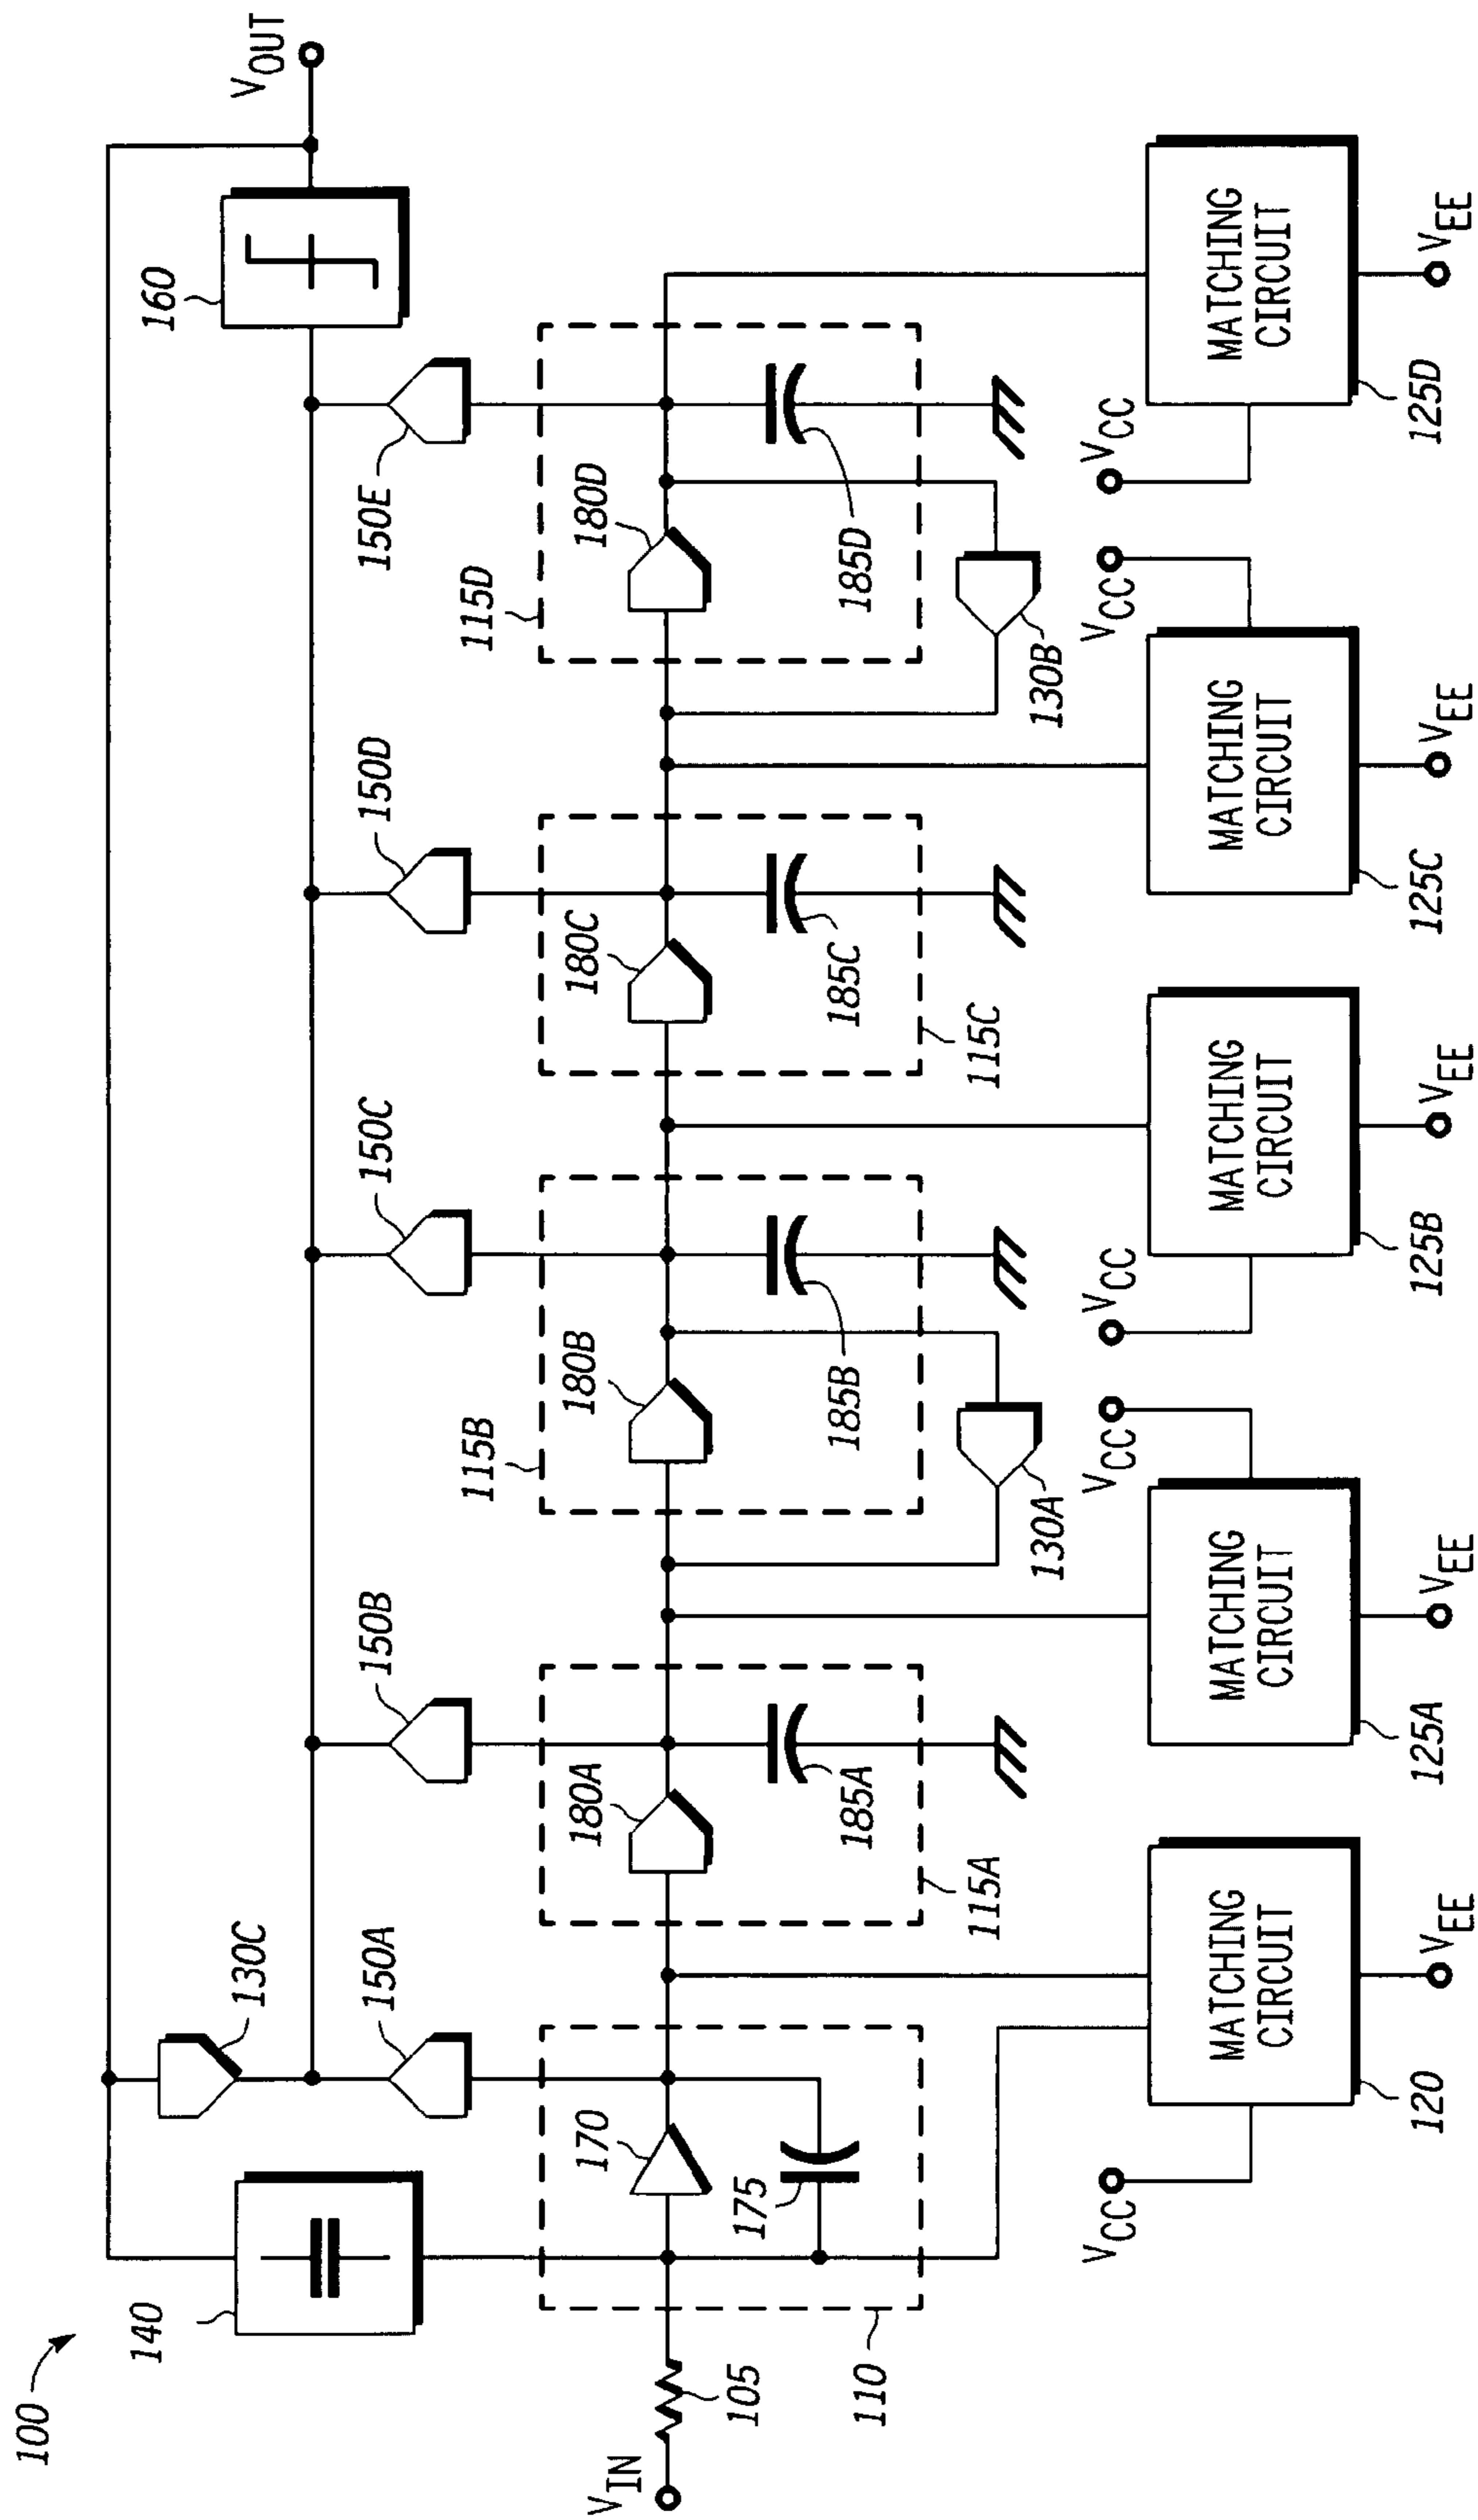 100
140
130C
160
V_OUT
150A
150B
150C
150D
150E
115B
115D
V_IN
105
110
170
175
180A
185A
115A
180B
185B
180C
185C
115C
180D
185D
130A
130B
V_CC
V_CC
V_CC
V_CC
V_CC
MATCHING
CIRCUIT
MATCHING
CIRCUIT
MATCHING
CIRCUIT
MATCHING
CIRCUIT
MATCHING
CIRCUIT
120
V_EE
125A
V_EE
125B
V_EE
125C
V_EE
125D
V_EE